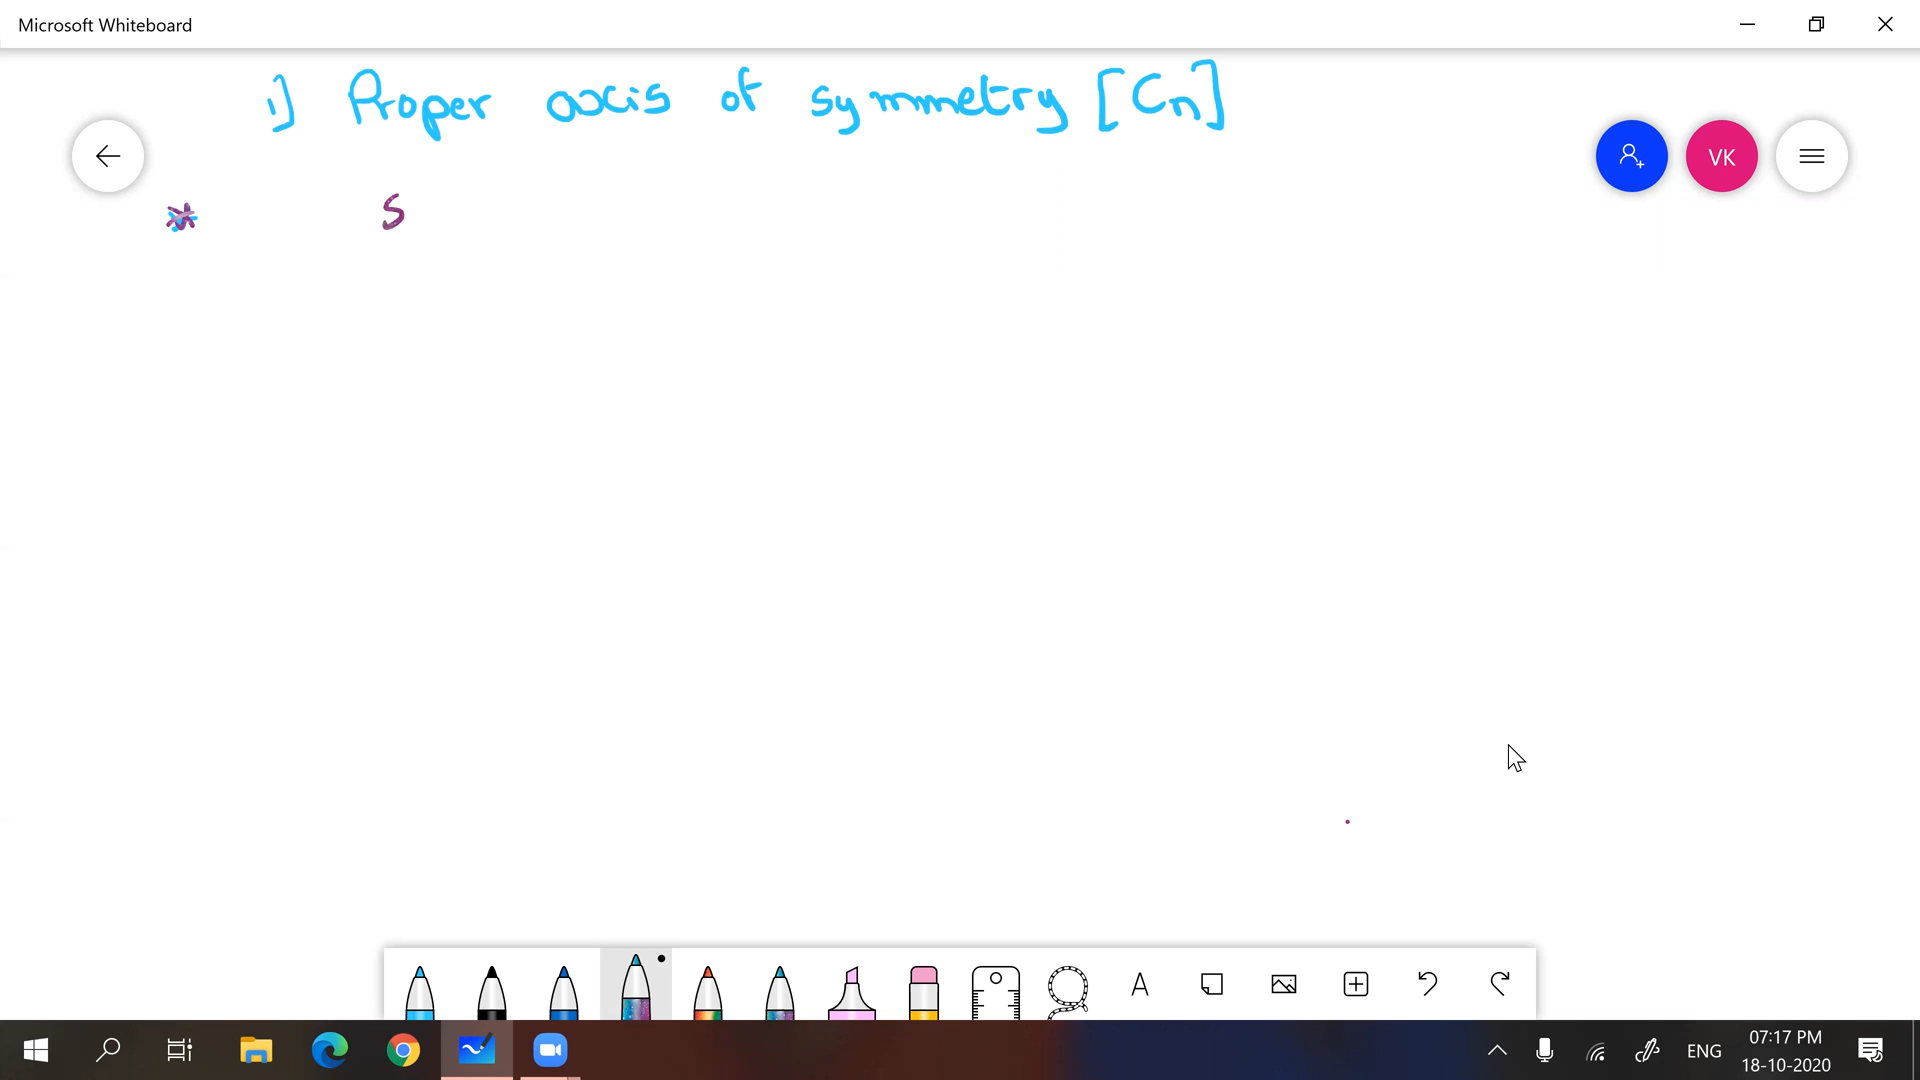 Microsoft Whiteboard
1) Proper axis of symmetry [Cn]
VK
* S
A
ENG
07:17 PM
18-10-2020